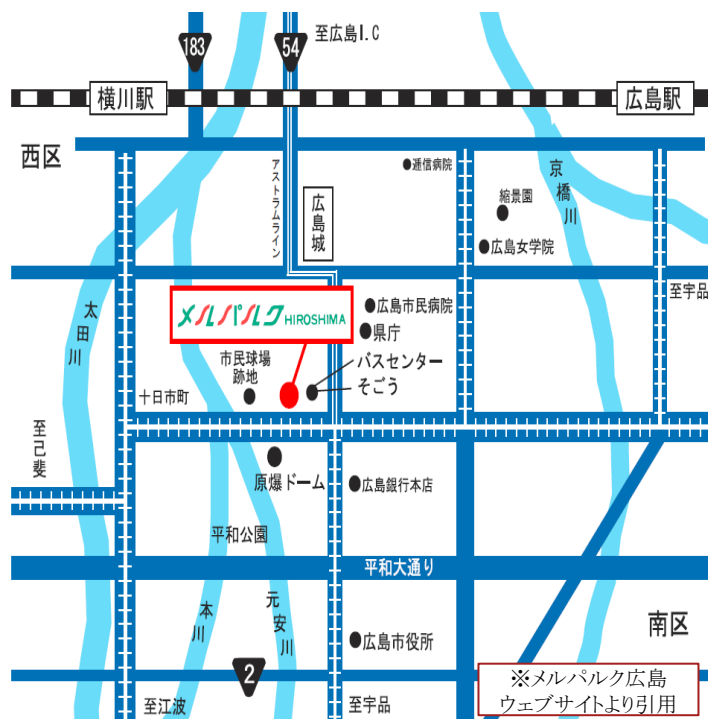 183
54
至広島I.C
横川駅
広島駅
西区
アストラムライン
広島城
逓信病院
京橋川
縮景園
広島女学院
太田川
メルパルク HIROSHIMA
広島市民病院
県庁
至宇品
市民球場
跡地
バスセンター
そごう
十日市町
至己斐
原爆ドーム
広島銀行本店
平和公園
平和大通り
本川
元安川
広島市役所
南区
2
至江波
至宇品
※メルパルク広島
ウェブサイトより引用